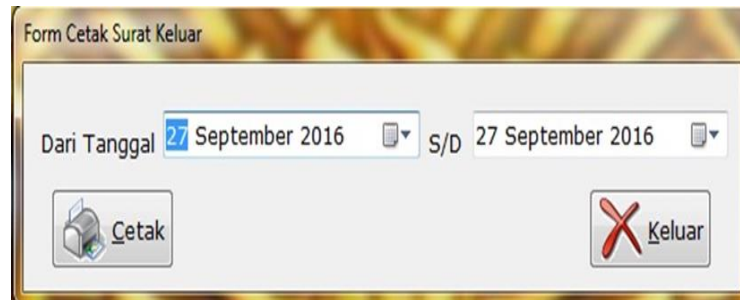 Form Cetak Surat Keluar
Dari Tanggal 27 September 2016 S/D 27 September 2016
Cetak Keluar